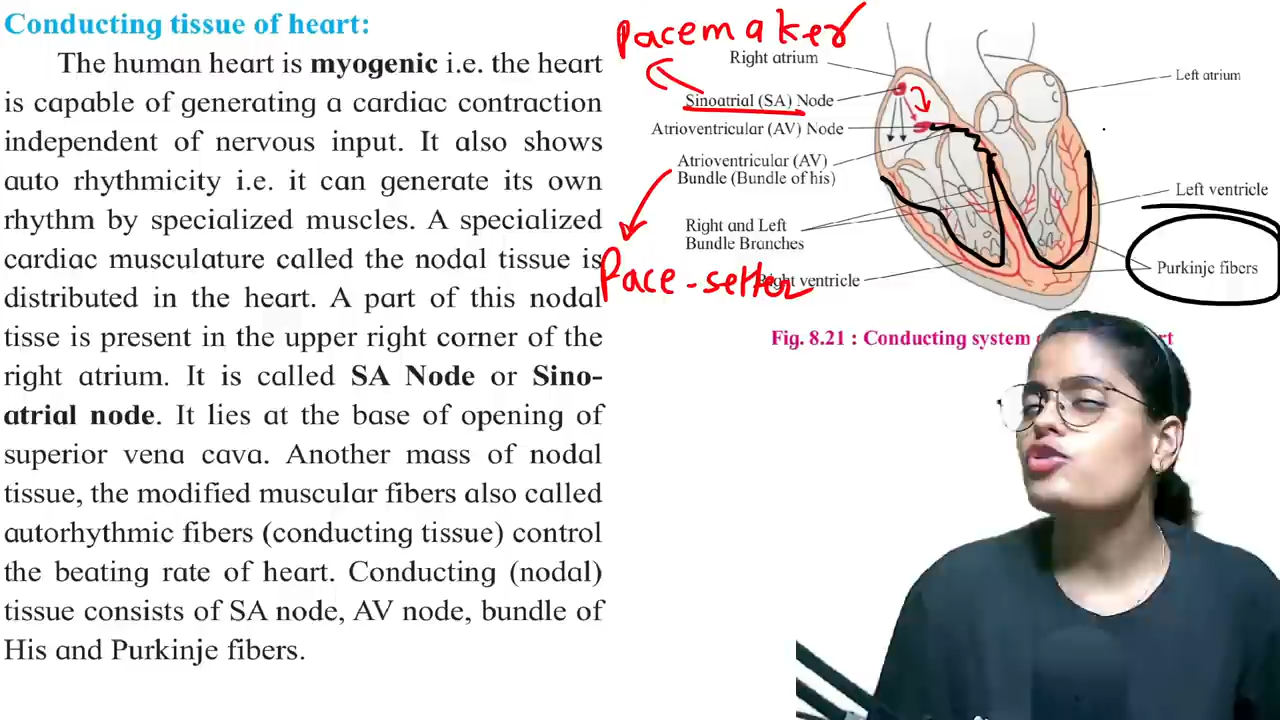 Conducting tissue of heart:
The human heart is myogenic i.e. the heart
is capable of generating a cardiac contraction
independent of nervous input. It also shows
auto rhythmicity i.e. it can generate its own
rhythm by specialized muscles. A specialized
cardiac musculature called the nodal tissue is
distributed in the heart. A part of this nodal
tisse is present in the upper right corner of the
right atrium. It is called SA Node or Sino-
atrial node. It lies at the base of opening of
superior vena cava. Another mass of nodal
tissue, the modified muscular fibers also called
autorhythmic fibers (conducting tissue) control
the beating rate of heart. Conducting (nodal)
tissue consists of SA node, AV node, bundle of
His and Purkinje fibers.
Pacemaker
Right atrium
Sinoatrial (SA) Node
Atrioventricular (AV) Node
Atrioventricular (AV)
Bundle (Bundle of his)
Right and Left
Bundle Branches
Pace-setter
ventricle
Left atrium
Left ventricle
Purkinje fibers
Fig. 8.21 : Conducting system